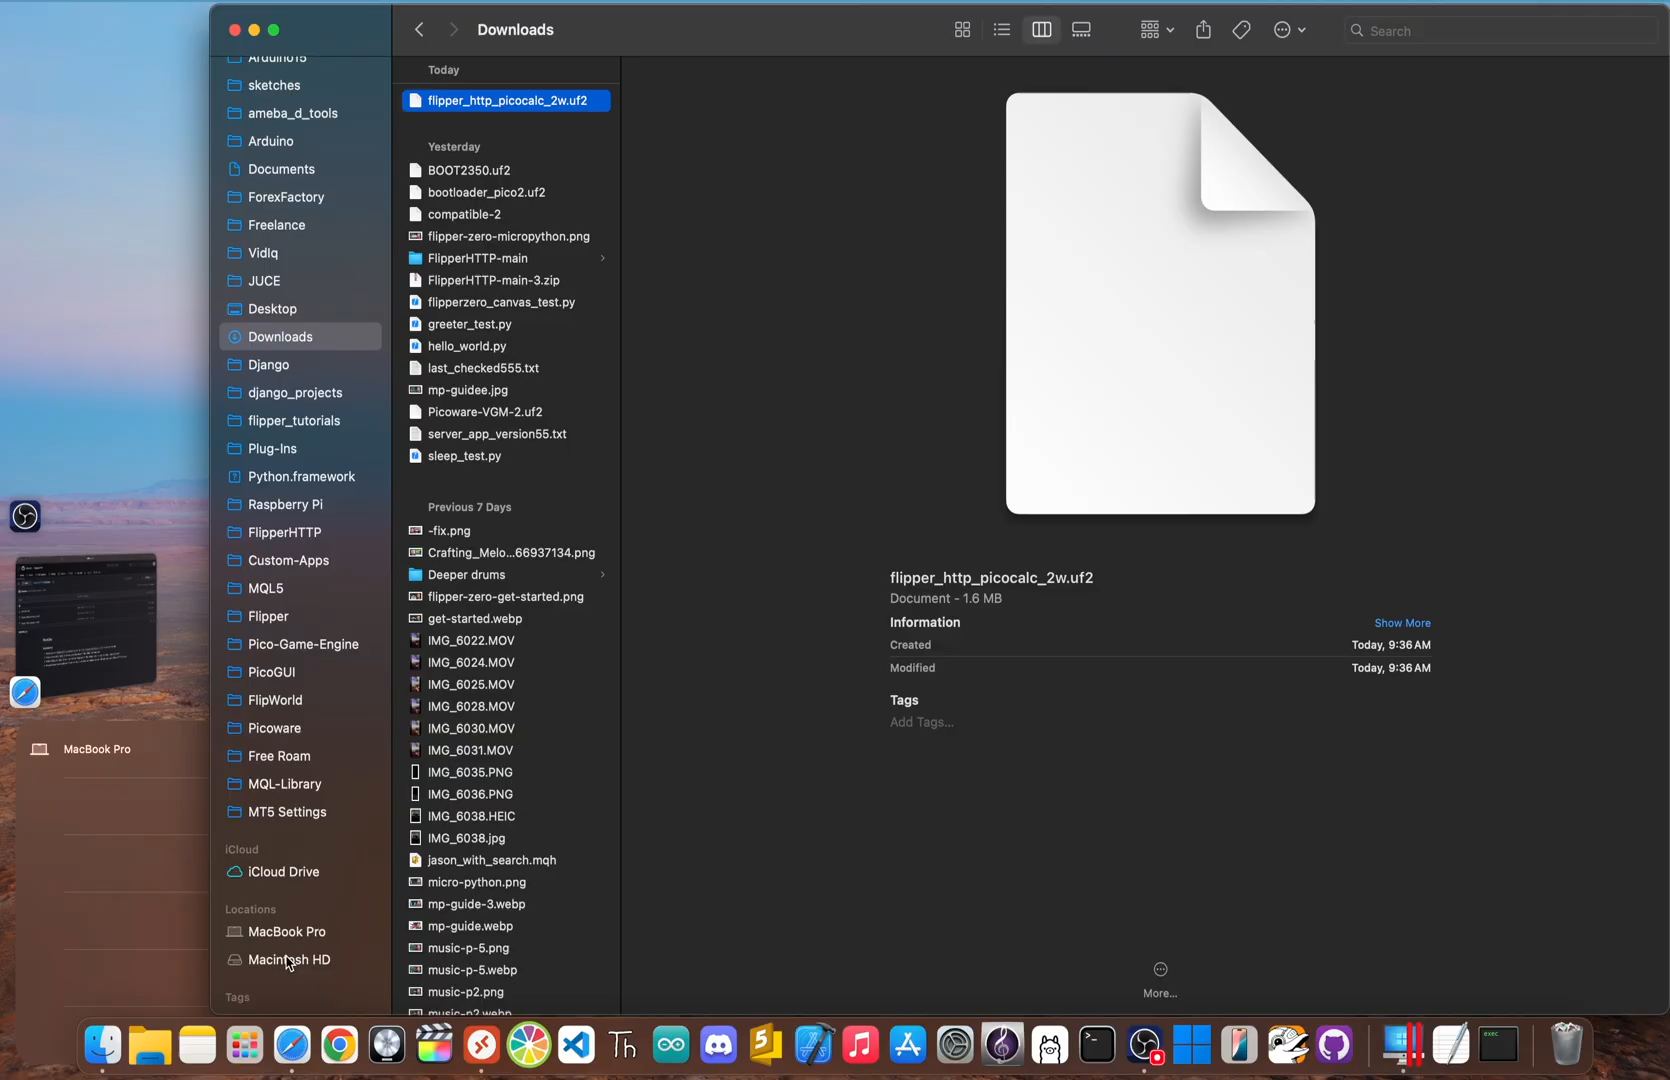 Downloads
Search
Arduino15
sketches
ameba_d_tools
Arduino
Documents
ForexFactory
Freelance
VidIq
JUCE
Desktop
Downloads
Django
django_projects
flipper_tutorials
Plug-Ins
Python.framework
Raspberry Pi
FlipperHTTP
Custom-Apps
MQL5
Flipper
Pico-Game-Engine
PicoGUI
FlipWorld
Picoware
Free Roam
MQL-Library
MT5 Settings
iCloud
iCloud Drive
Locations
MacBook Pro
Macintosh HD
Tags
Today
flipper_http_picocalc_2w.uf2
Yesterday
BOOT2350.uf2
bootloader_pico2.uf2
compatible-2
flipper-zero-micropython.png
FlipperHTTP-main
FlipperHTTP-main-3.zip
flipperzero_canvas_test.py
greeter_test.py
hello_world.py
last_checked555.txt
mp-guidee.jpg
Picoware-VGM-2.uf2
server_app_version55.txt
sleep_test.py
Previous 7 Days
-fix.png
Crafting_Melo...66937134.png
Deeper drums
flipper-zero-get-started.png
get-started.webp
IMG_6022.MOV
IMG_6024.MOV
IMG_6025.MOV
IMG_6028.MOV
IMG_6030.MOV
IMG_6031.MOV
IMG_6035.PNG
IMG_6036.PNG
IMG_6038.HEIC
IMG_6038.jpg
jason_with_search.mqh
micro-python.png
mp-guide-3.webp
mp-guide.webp
music-p-5.png
music-p-5.webp
music-p2.png
music-p2.webp
flipper_http_picocalc_2w.uf2
Document - 1.6 MB
Information
Show More
Created
Today, 9:36 AM
Modified
Today, 9:36 AM
Tags
Add Tags...
More...
MacBook Pro
Th
exec